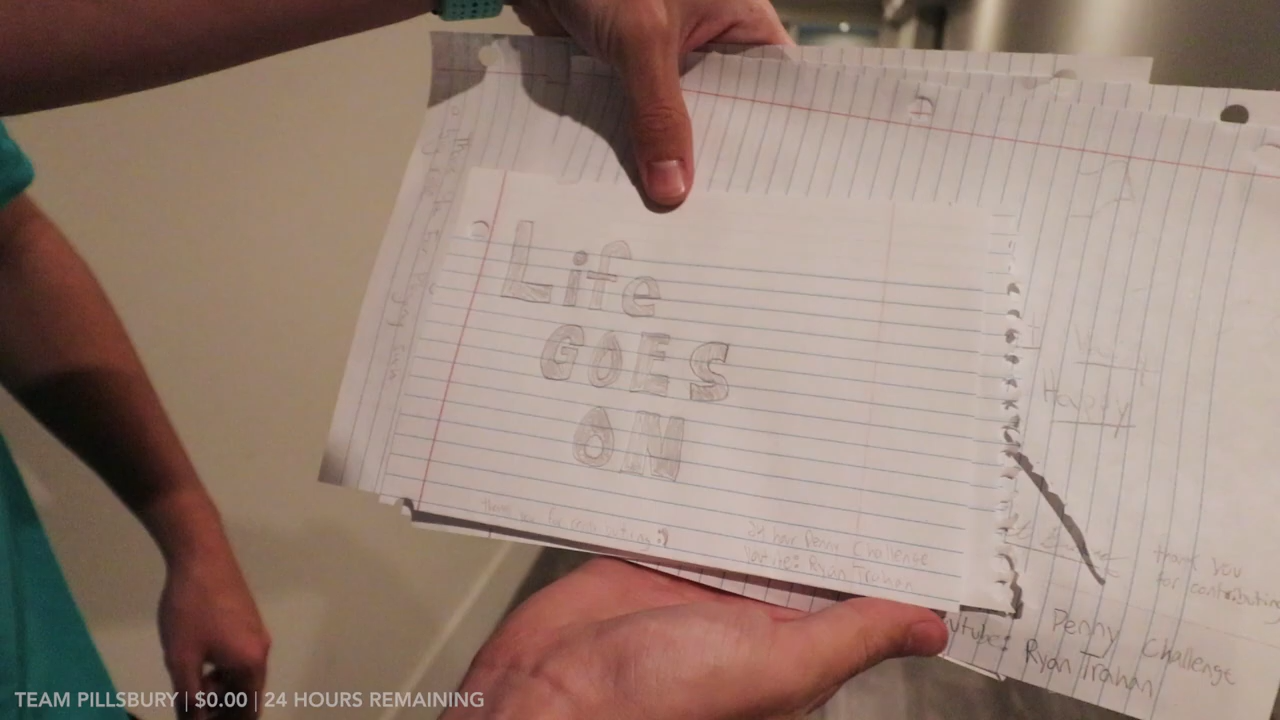 Life
GOES
ON
thank you for contributing :)
24 hour Penny Challenge
Youtube: Ryan Trahan
Happy
thank you
for contributing
Penny Challenge
Youtube: Ryan Trahan
TEAM PILLSBURY | $0.00 | 24 HOURS REMAINING